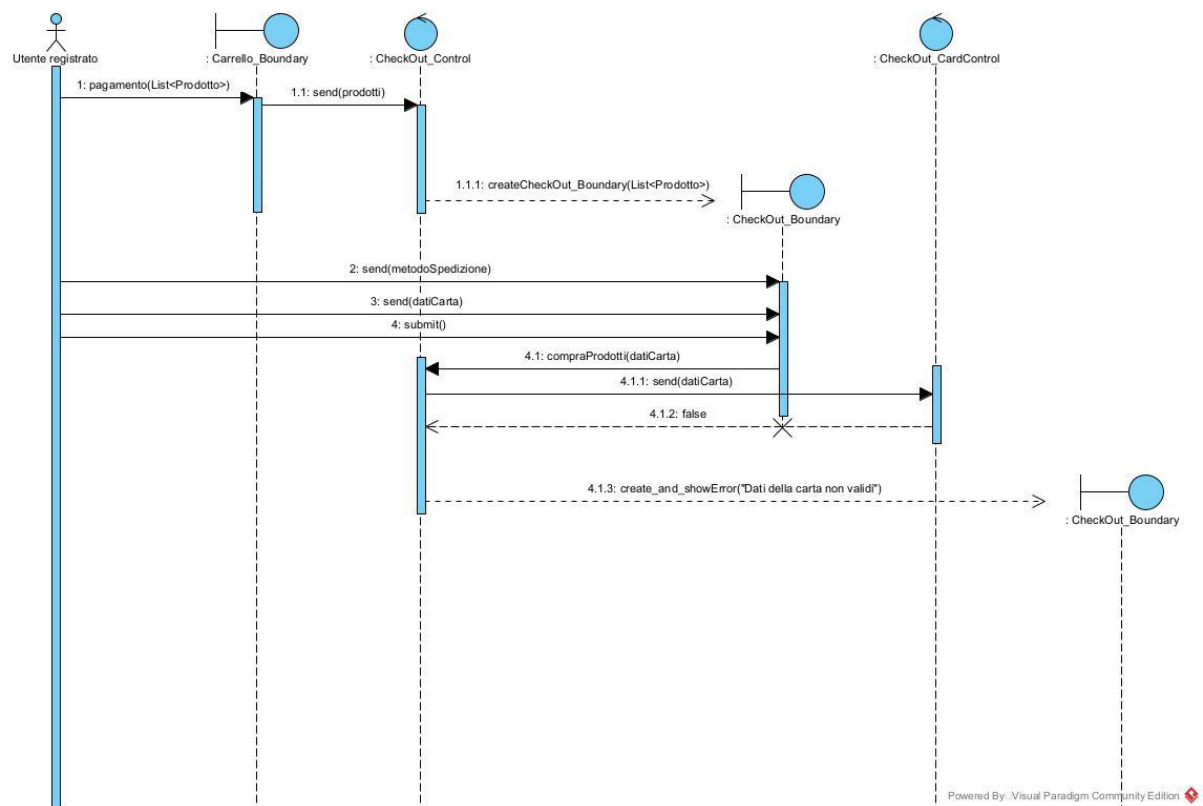 Utente registrato
: Carrello_Boundary
: CheckOut_Control
: CheckOut_CardControl
1: pagamento(List<Prodotto>)
1.1: send(prodotti)
1.1.1: createCheckOut_Boundary(List<Prodotto>)
: CheckOut_Boundary
2: send(metodoSpedizione)
3: send(datiCarta)
4: submit()
4.1: compraProdotti(datiCarta)
4.1.1: send(datiCarta)
4.1.2: false
4.1.3: create_and_showError("Dati della carta non validi")
: CheckOut_Boundary
Powered By Visual Paradigm Community Edition